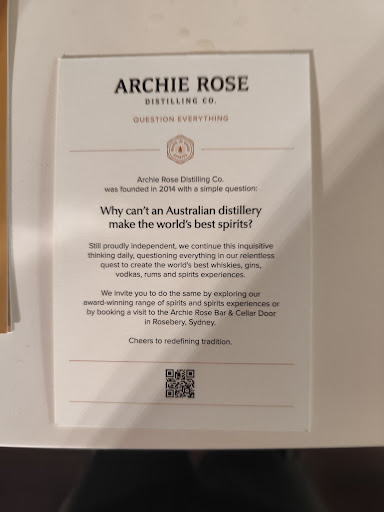 ARCHIE ROSE
DISTILLING CO.
QUESTION EVERYTHING
Archie Rose Distilling Co.
was founded in 2014 with a simple question:
Why can't an Australian distillery
make the world's best spirits?
Still proudly independent, we continue this inquisitive
thinking daily, questioning everything in our relentless
quest to create the world's best whiskies, gins,
vodkas, rums and spirits experiences.
We invite you to do the same by exploring our
award-winning range of spirits and spirits experiences or
by booking a visit to the Archie Rose Bar & Cellar Door
in Rosebery, Sydney.
Cheers to redefining tradition.